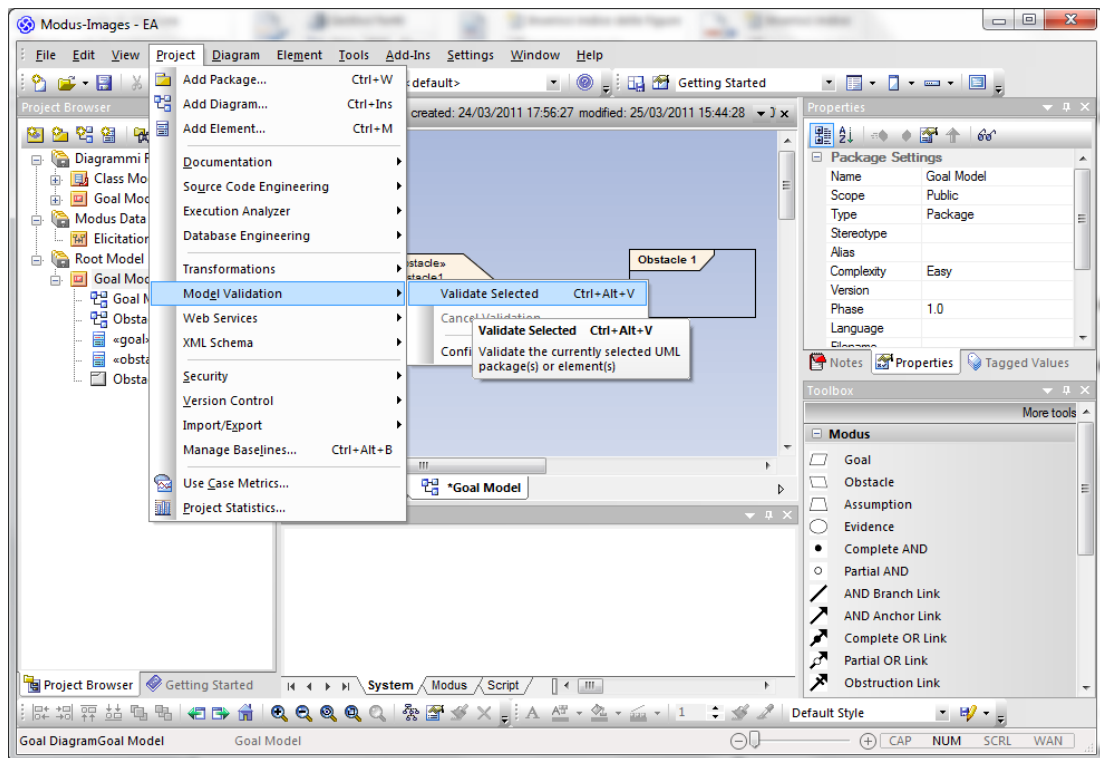 Modus-Images - EA
File Edit View Project Diagram Element Tools Add-Ins Settings Window Help
default> Getting Started
Project Browser
created: 24/03/2011 17:56:27 modified: 25/03/2011 15:44:28
Diagrammi
Class Mo
Goal Mod
Modus Data
Elicitation
Root Model
Goal Mod
Goal M
Obsta
«goal»
«obsta
Obsta
Add Package... Ctrl+W
Add Diagram... Ctrl+Ins
Add Element... Ctrl+M
Documentation
Source Code Engineering
Execution Analyzer
Database Engineering
Transformations
Model Validation
Web Services
XML Schema
Security
Version Control
Import/Export
Manage Baselines... Ctrl+Alt+B
Use Case Metrics...
Project Statistics...
Validate Selected Ctrl+Alt+V
Cancel Validation
Confi
Validate Selected Ctrl+Alt+V
Validate the currently selected UML
package(s) or element(s)
stacle»
stacle1
Obstacle 1
*Goal Model
Properties
Package Settings
Name Goal Model
Scope Public
Type Package
Stereotype
Alias
Complexity Easy
Version
Phase 1.0
Language
Filename
Notes Properties Tagged Values
Toolbox
More tools
Modus
Goal
Obstacle
Assumption
Evidence
Complete AND
Partial AND
AND Branch Link
AND Anchor Link
Complete OR Link
Partial OR Link
Obstruction Link
Project Browser Getting Started
System Modus Script
1 Default Style
Goal DiagramGoal Model Goal Model CAP NUM SCRL WAN